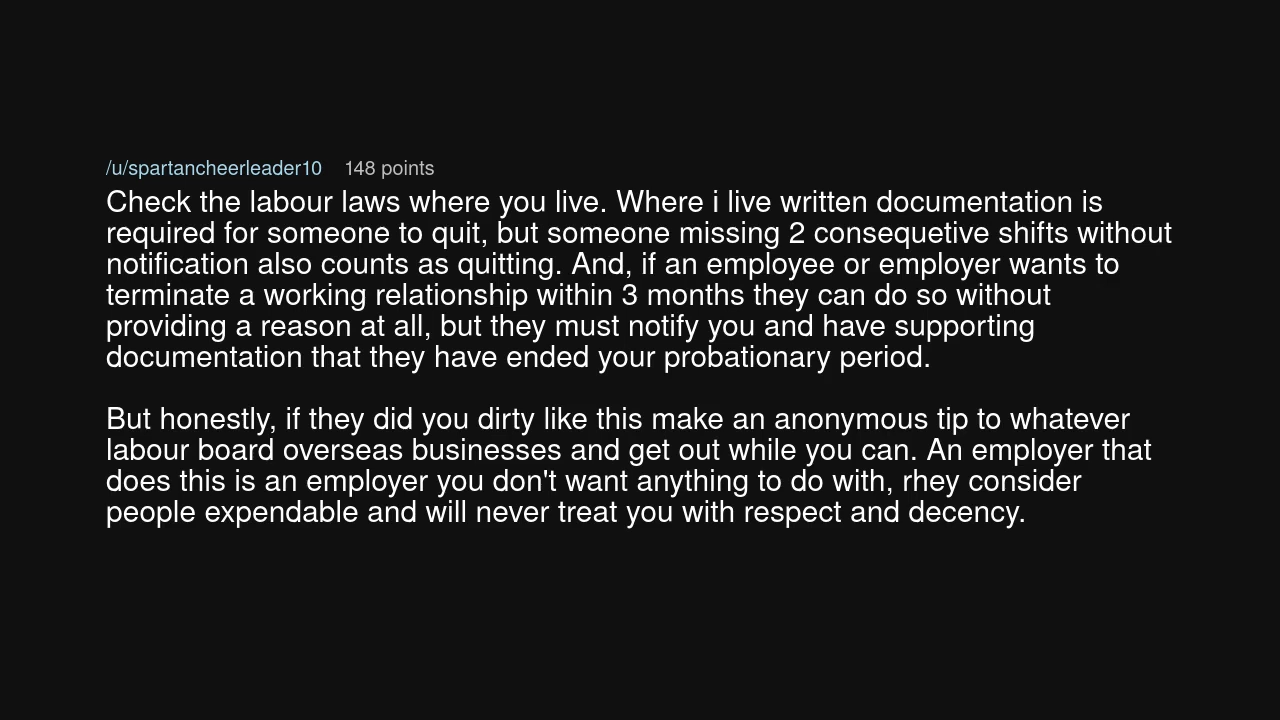 /u/spartancheerleader10 148 points
Check the labour laws where you live. Where i live written documentation is
required for someone to quit, but someone missing 2 consequetive shifts without
notification also counts as quitting. And, if an employee or employer wants to
terminate a working relationship within 3 months they can do so without
providing a reason at all, but they must notify you and have supporting
documentation that they have ended your probationary period.
But honestly, if they did you dirty like this make an anonymous tip to whatever
labour board overseas businesses and get out while you can. An employer that
does this is an employer you don't want anything to do with, rhey consider
people expendable and will never treat you with respect and decency.